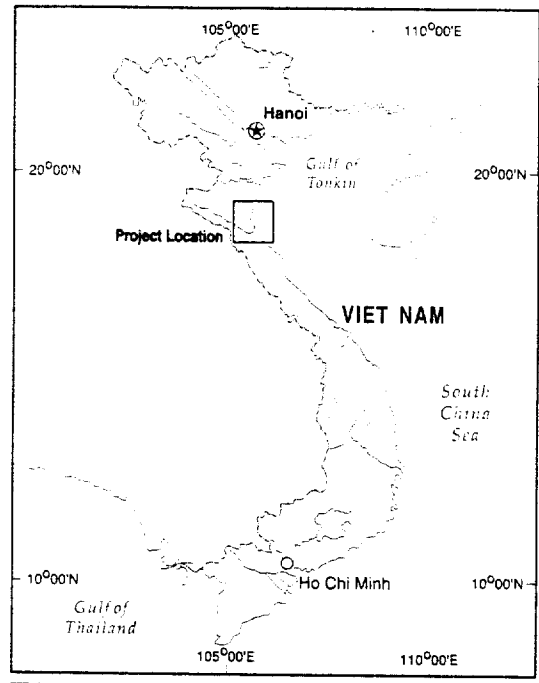 105°00'E
110°00'E
Hanoi
Gulf of
Tonkin
20°00'N
20°00'N
Project Location
VIET NAM
South
China
Sea
Ho Chi Minh
10°00'N
10°00'N
Gulf of
Thailand
105°00'E
110°00'E